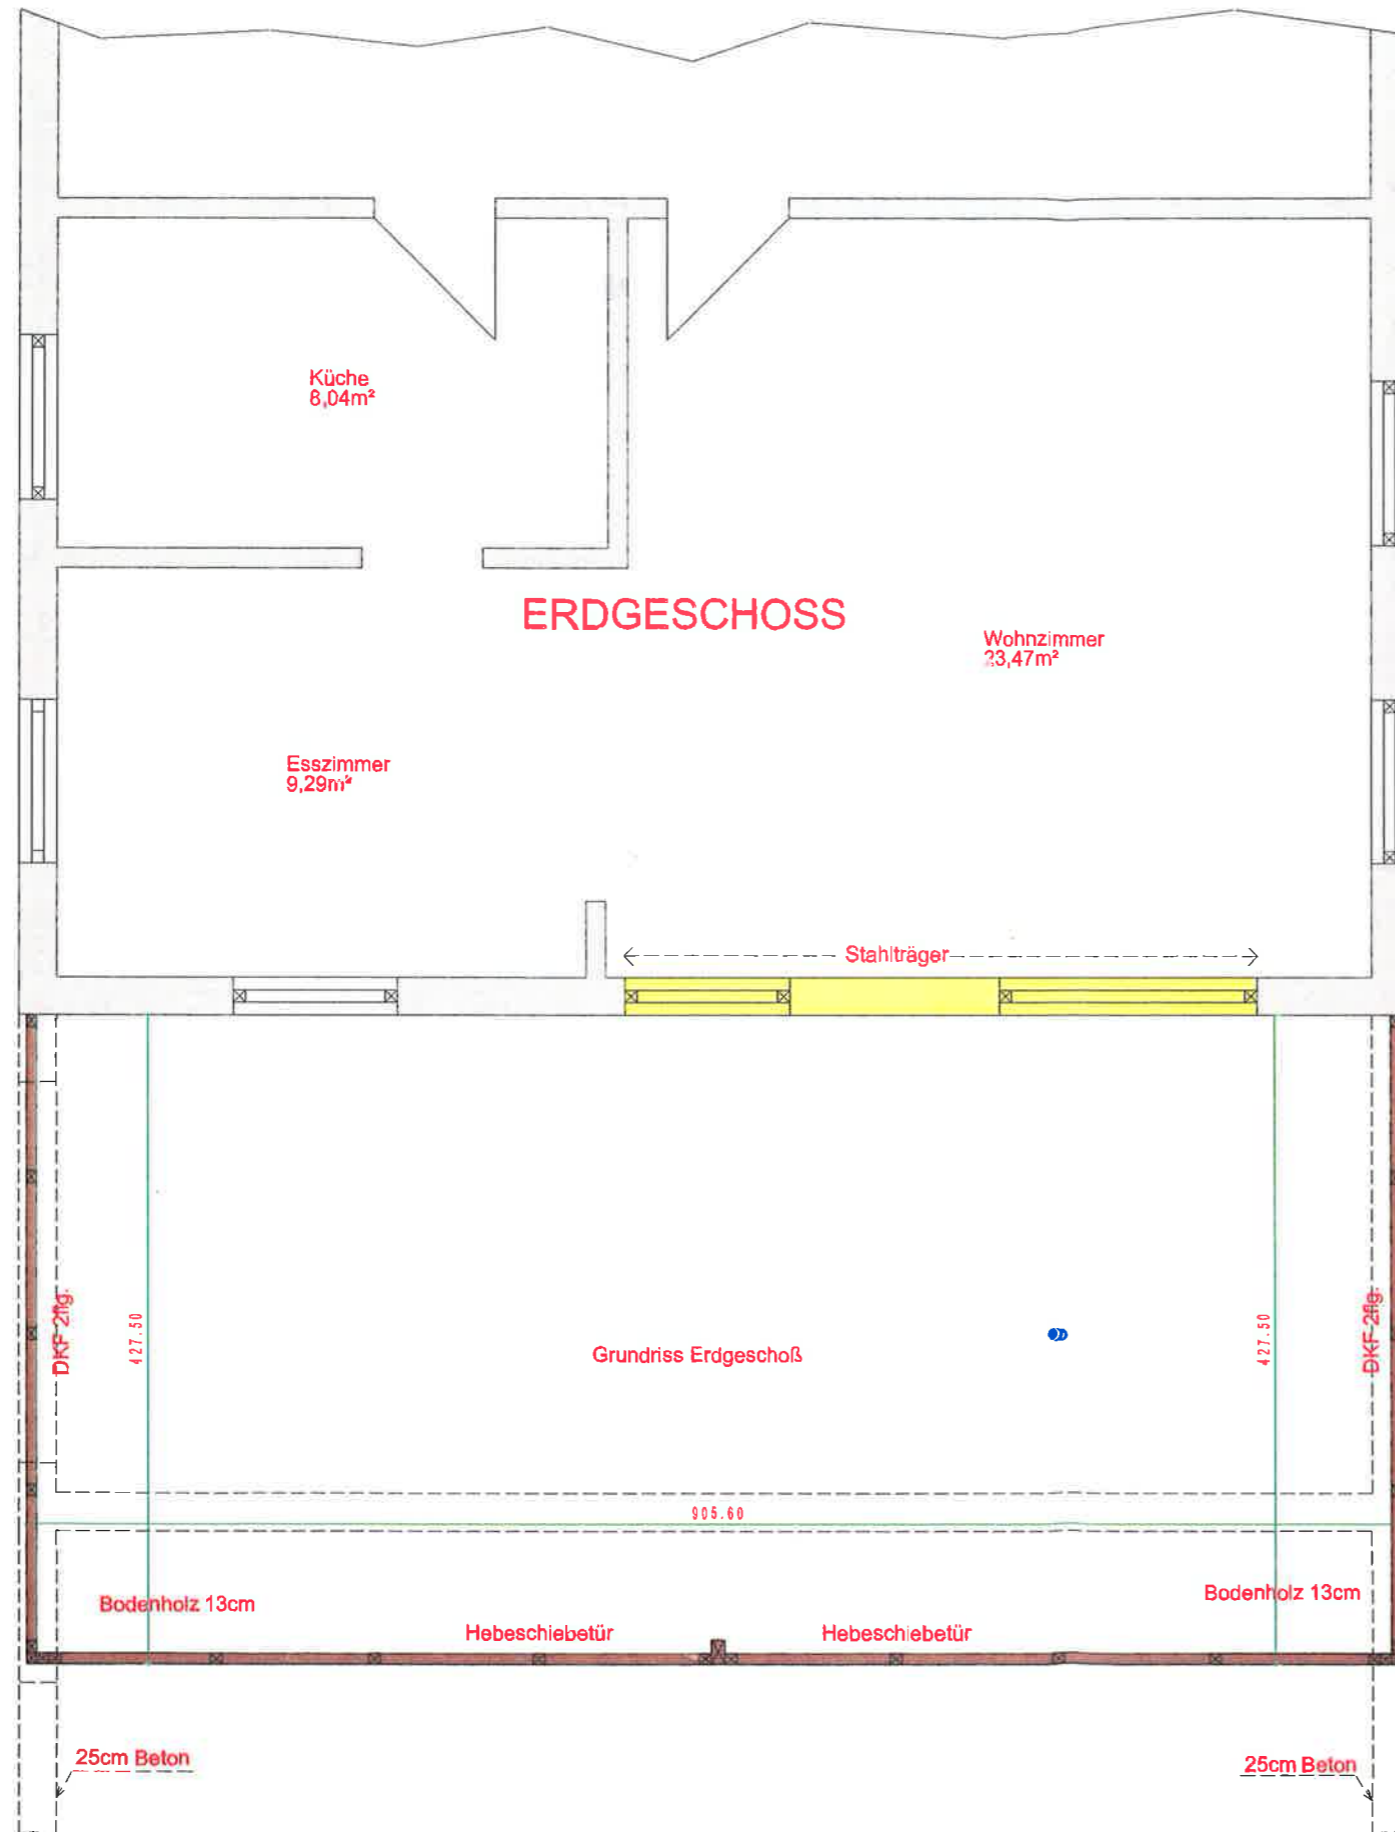 Küche
8,04m²
ERDGESCHOSS
Wohnzimmer
23,47m²
Esszimmer
9,29m²
Stahlträger
DKF 2flg.
427.50
Grundriss Erdgeschoß
427.50
DKF 2flg.
905.60
Bodenholz 13cm
Bodenholz 13cm
Hebeschiebetür
Hebeschiebetür
25cm Beton
25cm Beton